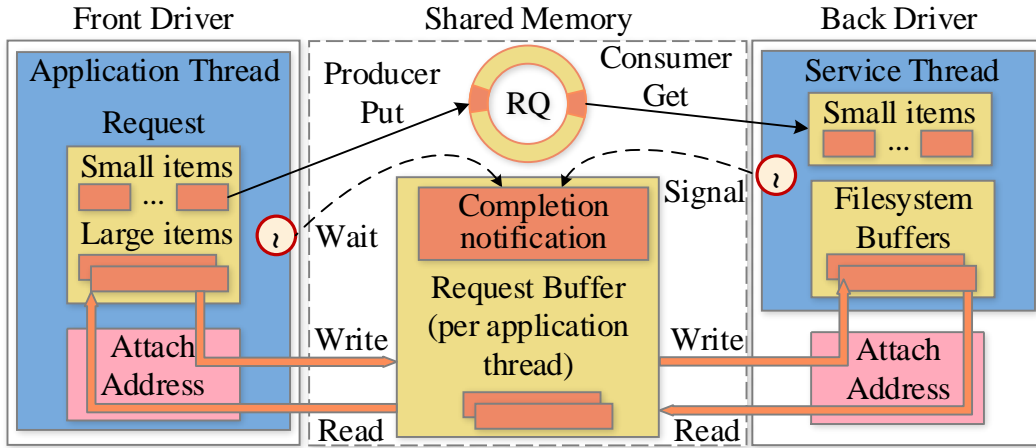 Front Driver
Shared Memory
Back Driver
Application Thread
Request
Small items
...
Large items
Attach
Address
Producer
Put
RQ
Consumer
Get
Wait
Signal
Completion
notification
Request Buffer
(per application
thread)
Write
Read
Write
Read
Service Thread
Small items
...
Filesystem
Buffers
Attach
Address